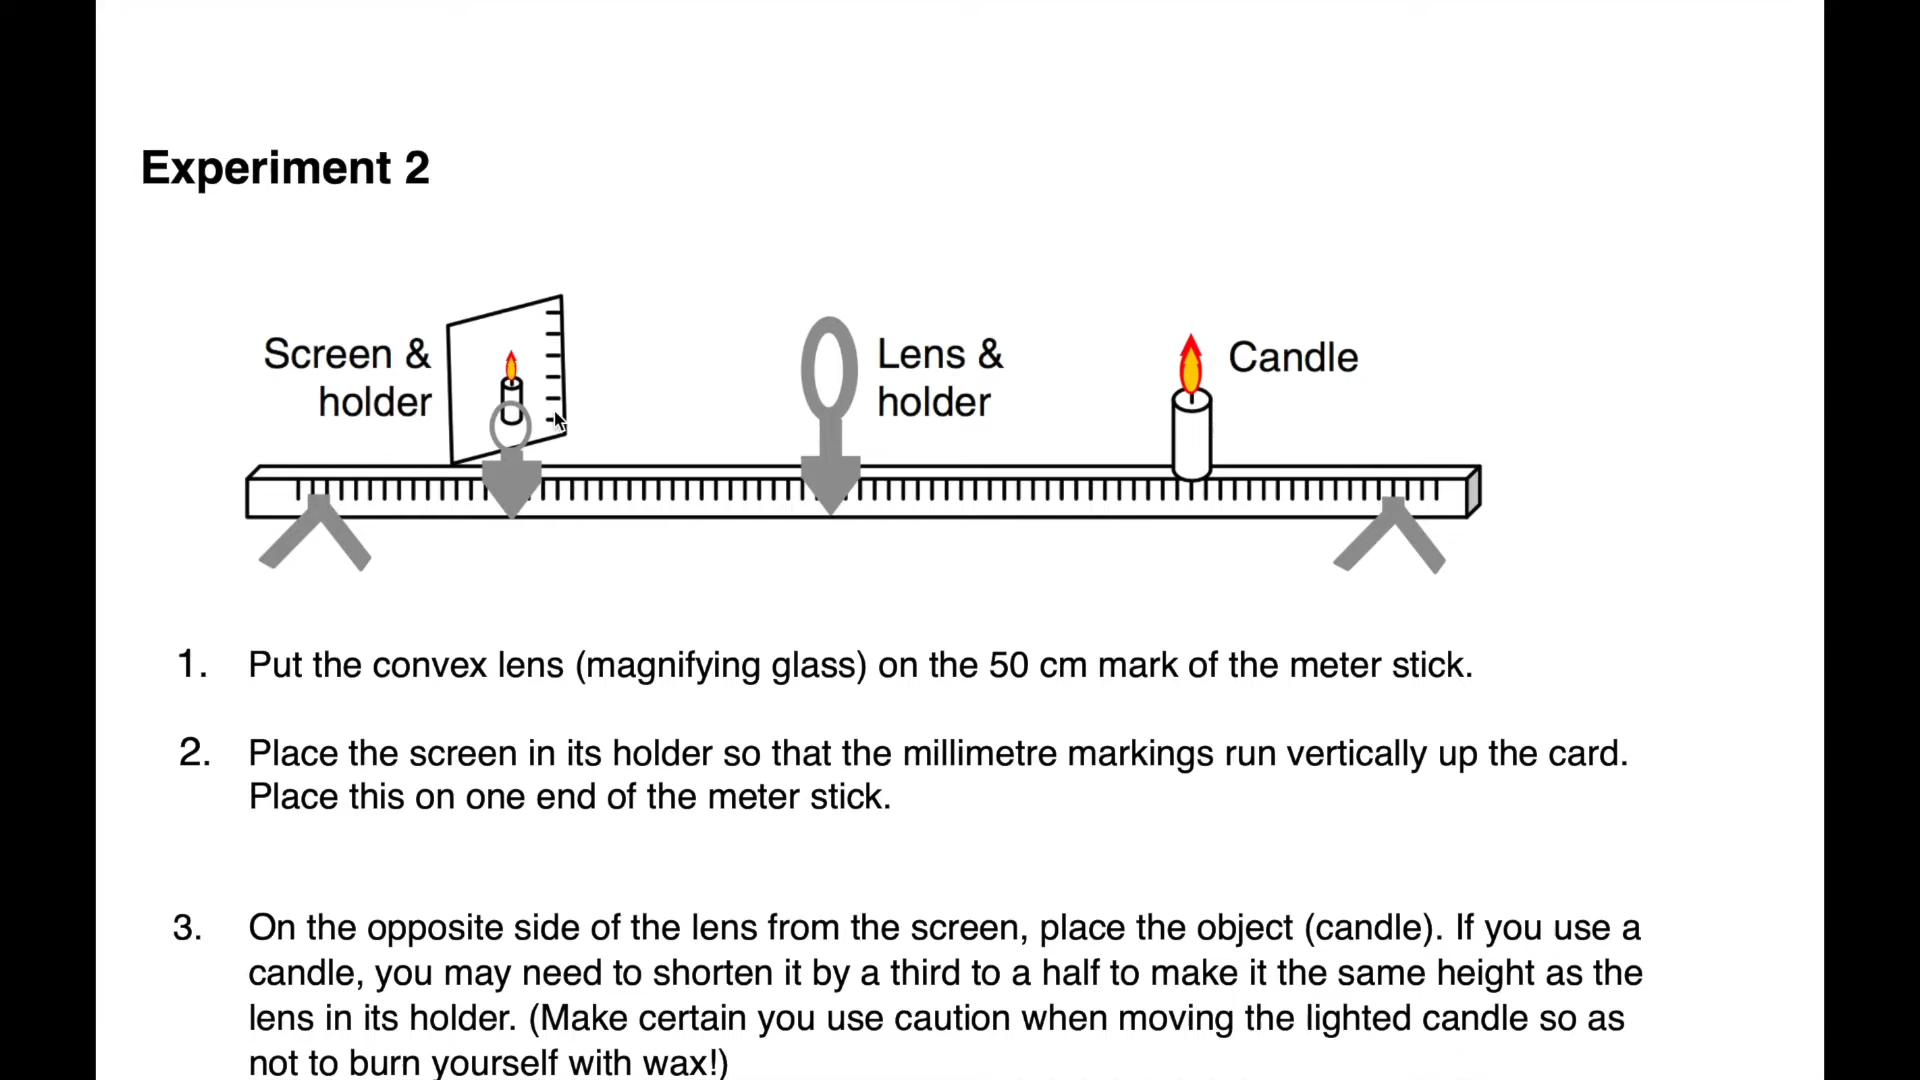 Experiment 2
Screen &
holder
Lens &
holder
Candle
1. Put the convex lens (magnifying glass) on the 50 cm mark of the meter stick.
2. Place the screen in its holder so that the millimetre markings run vertically up the card.
Place this on one end of the meter stick.
3. On the opposite side of the lens from the screen, place the object (candle). If you use a
candle, you may need to shorten it by a third to a half to make it the same height as the
lens in its holder. (Make certain you use caution when moving the lighted candle so as
not to burn yourself with wax!)